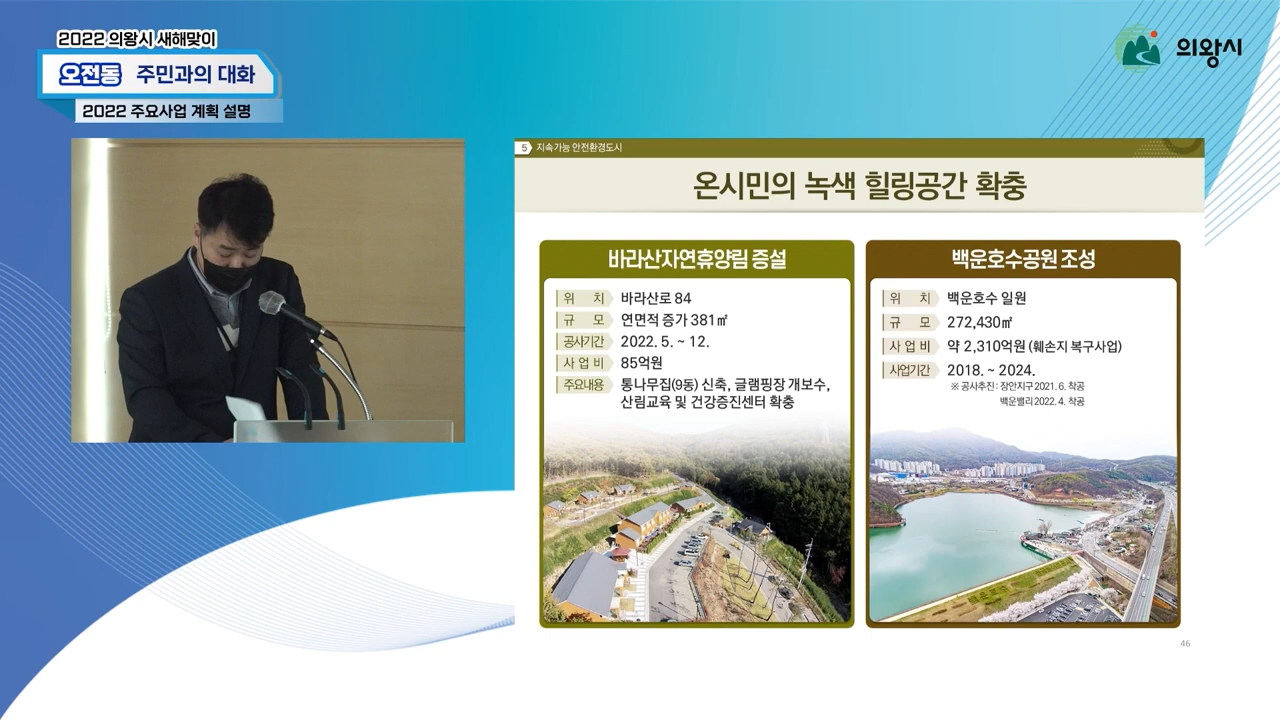 2022 의왕시 새해맞이
오전동 주민과의 대화
2022 주요사업 계획 설명
의왕시
5 지속가능 안전환경도시
온시민의 녹색 힐링공간 확충
바라산자연휴양림 증설
위 치 바라산로 84
규 모 연면적 증가 381㎡
공사기간 2022. 5. ~ 12.
사 업 비 85억원
주요내용 통나무집(9동) 신축, 글램핑장 개보수,
산림교육 및 건강증진센터 확충
백운호수공원 조성
위 치 백운호수 일원
규 모 272,430㎡
사 업 비 약 2,310억원 (훼손지 복구사업)
사업기간 2018. ~ 2024.
※ 공사추진 : 장안지구 2021. 6. 착공
백운밸리 2022. 4. 착공
46